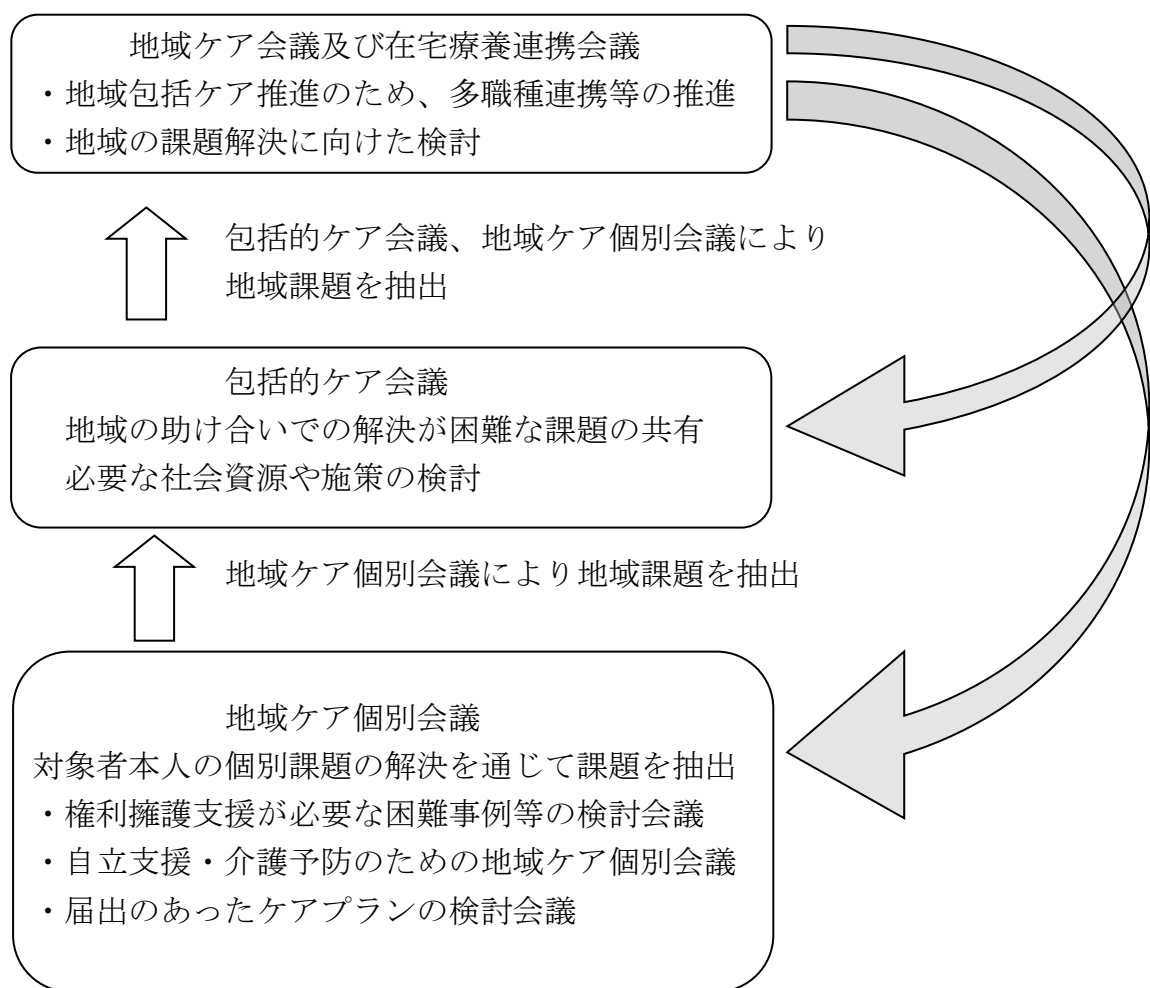 地域ケア会議及び在宅療養連携会議
・地域包括ケア推進のため、多職種連携等の推進
・地域の課題解決に向けた検討
包括的ケア会議、地域ケア個別会議により
地域課題を抽出
包括的ケア会議
地域の助け合いでの解決が困難な課題の共有
必要な社会資源や施策の検討
地域ケア個別会議により地域課題を抽出
地域ケア個別会議
対象者本人の個別課題の解決を通じて課題を抽出
・権利擁護支援が必要な困難事例等の検討会議
・自立支援・介護予防のための地域ケア個別会議
・届出のあったケアプランの検討会議